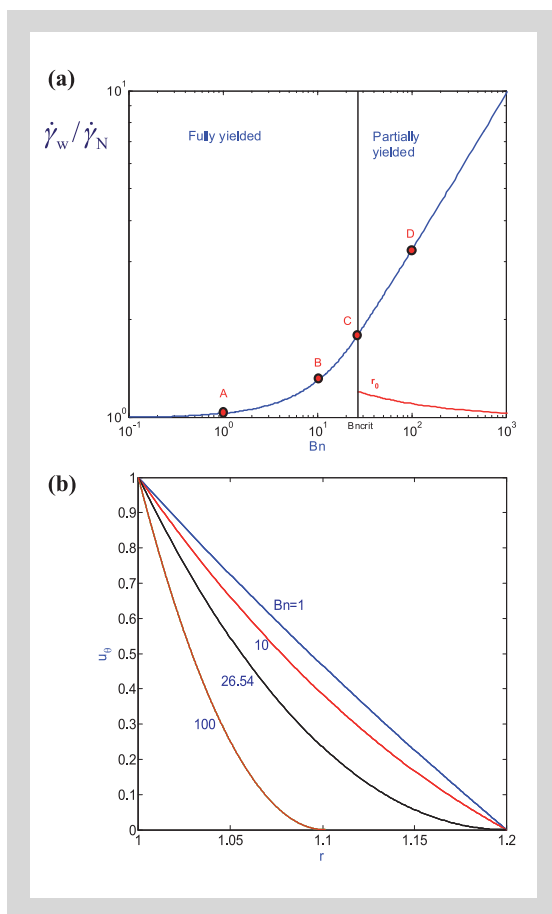 (a)
10¹
γ̇w/γ̇N
Fully yielded
Partially
yielded
D
C
B
A
r₀
10⁰
10⁻¹ 10⁰ 10¹ Bncrit 10² 10³
Bn
(b)
1
0.9
0.8
0.7
0.6
0.5
0.4
0.3
0.2
0.1
0
uθ
Bn=1
10
26.54
100
1 1.05 1.1 1.15 1.2
r